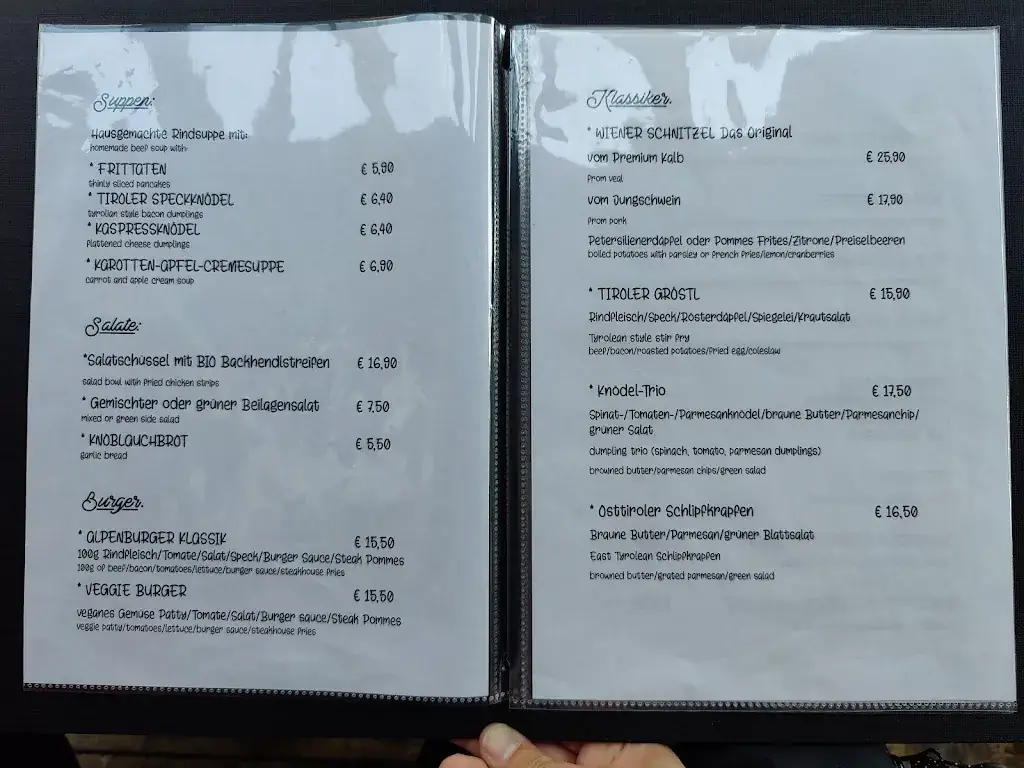 Suppen:
Hausgemachte Rindsuppe mit:
homemade beef soup with:
* FRITTATEN € 5,90
thinly sliced pancakes
* TIROLER SPECKKNÖDEL € 6,40
tyrolian style bacon dumplings
* KASPRESSKNÖDEL € 6,40
flattened cheese dumplings
* KAROTTEN-APFEL-CREMESUPPE € 6,90
carrot and apple cream soup
Salate:
*Salatschüssel mit BIO Backhendlstreifen € 16,90
salad bowl with fried chicken strips
* Gemischter oder grüner Beilagensalat € 7,50
mixed or green side salad
* KNOBLAUCHBROT € 5,50
garlic bread
Burger.
* ALPENBURGER KLASSIK € 15,50
100g Rindfleisch/Tomate/Salat/Speck/Burger Sauce/Steak Pommes
100g of beef/bacon/tomatoes/lettuce/burger sauce/steakhouse fries
* VEGGIE BURGER € 15,50
veganes Gemüse Patty/Tomate/Salat/Burger sauce/Steak Pommes
veggie patty/tomatoes/lettuce/burger sauce/steakhouse fries
Klassiker.
* WIENER SCHNITZEL Das Original
vom Premium Kalb € 25,90
from veal
vom Jungschwein € 17,90
from pork
Petersilienerdäpfel oder Pommes Frites/Zitrone/Preiselbeeren
boiled potatoes with parsley or french fries/lemon/cranberries
* TIROLER GRÖSTL € 15,90
Rindfleisch/Speck/Rösterdäpfel/Spiegelei/Krautsalat
Tyrolean style stir fry
beef/bacon/roasted potatoes/fried egg/coleslaw
* Knödel-Trio € 17,50
Spinat-/Tomaten-/Parmesanknödel/braune Butter/Parmesanchip/
grüner Salat
dumpling trio (spinach, tomato, parmesan dumplings)
browned butter/parmesan chips/green salad
* Osttiroler Schlipfkrapfen € 16,50
Braune Butter/Parmesan/grüner Blattsalat
East Tyrolean Schlipfkrapfen
browned butter/grated parmesan/green salad